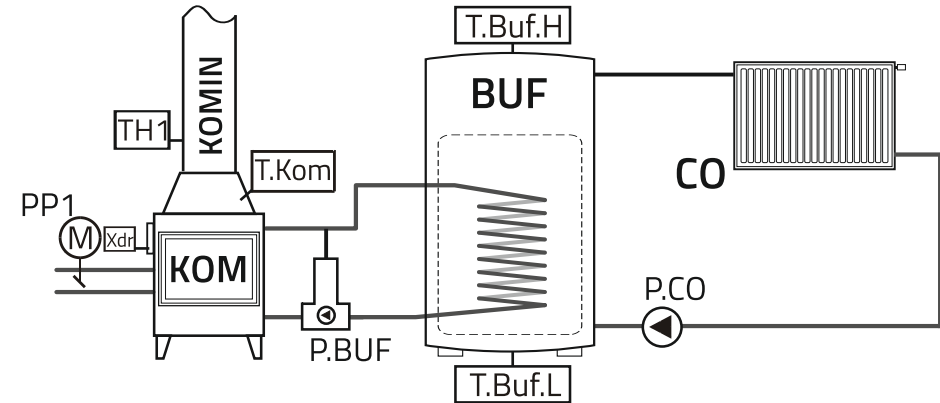 T.Buf.H
BUF
KOMIN
TH1
T.Kom
CO
PP1
M
Xdr
KOM
P.CO
P.BUF
T.Buf.L